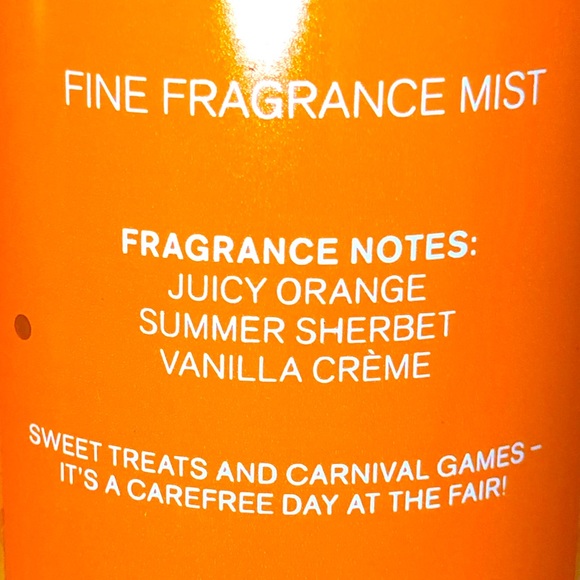 FINE FRAGRANCE MIST
FRAGRANCE NOTES:
JUICY ORANGE
SUMMER SHERBET
VANILLA CRÈME
SWEET TREATS AND CARNIVAL GAMES –
IT'S A CAREFREE DAY AT THE FAIR!